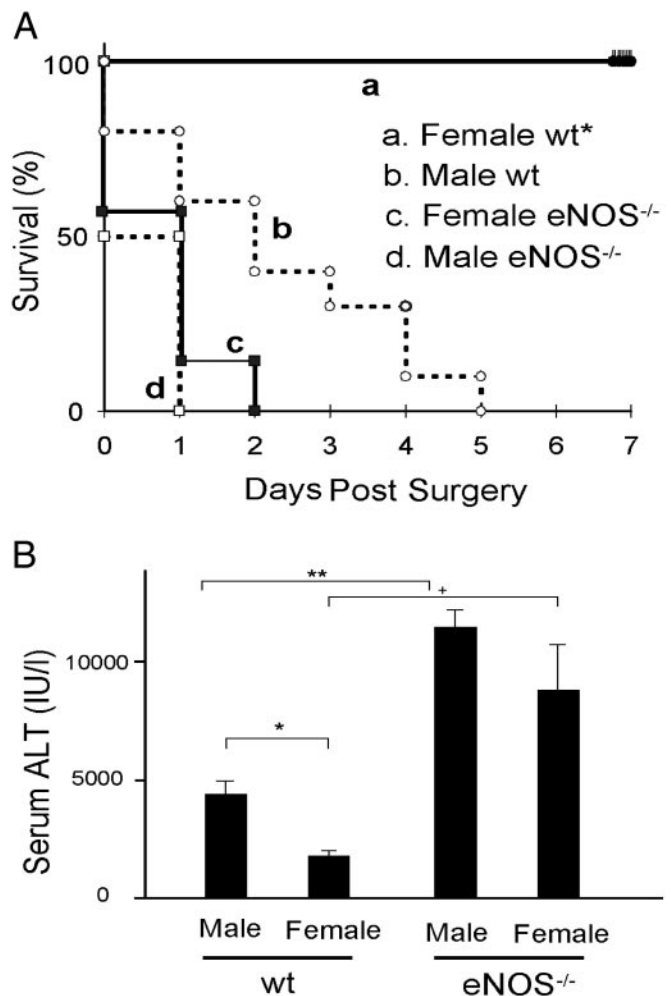 A
100
50
0
Survival (%)
a
b
c
d
a. Female wt*
b. Male wt
c. Female eNOS-/-
d. Male eNOS-/-
0 1 2 3 4 5 6 7
Days Post Surgery
B
**
+
*
10000
5000
0
Serum ALT (IU/l)
Male Female Male Female
wt eNOS-/-